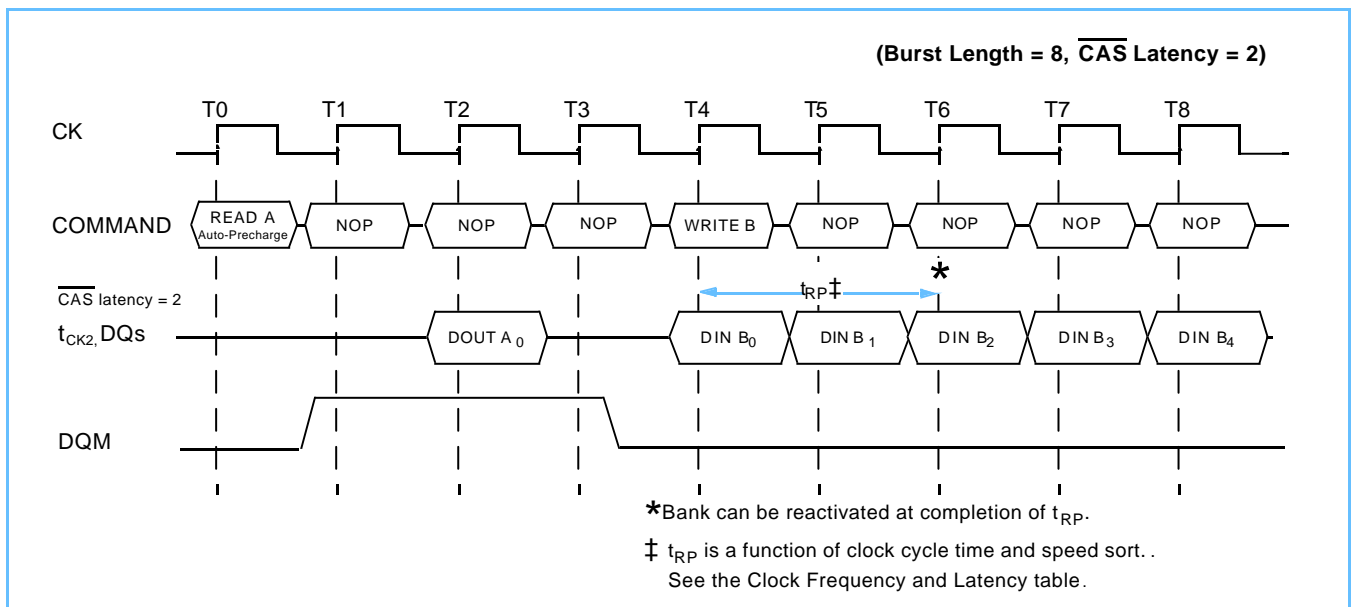 (Burst Length = 8, CAS Latency = 2)
T0 T1 T2 T3 T4 T5 T6 T7 T8
CK
COMMAND
READ A
Auto-Precharge
NOP NOP NOP WRITE B NOP NOP NOP NOP
*
tRP‡
CAS latency = 2
tCK2, DQs
DOUT A0 DIN B0 DIN B1 DIN B2 DIN B3 DIN B4
DQM
*Bank can be reactivated at completion of tRP.
‡ tRP is a function of clock cycle time and speed sort. .
See the Clock Frequency and Latency table.